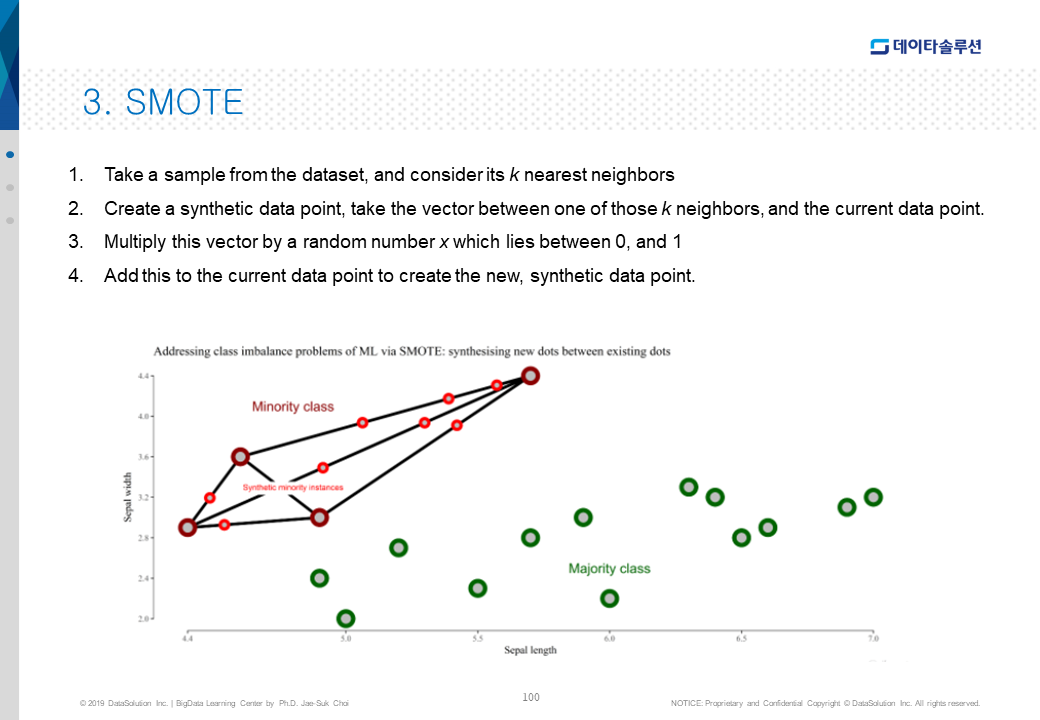 데이타솔루션
3. SMOTE
1. Take a sample from the dataset, and consider its k nearest neighbors
2. Create a synthetic data point, take the vector between one of those k neighbors, and the current data point.
3. Multiply this vector by a random number x which lies between 0, and 1
4. Add this to the current data point to create the new, synthetic data point.
Addressing class imbalance problems of ML via SMOTE: synthesising new dots between existing dots
4.4
Minority class
4.0
3.6
Synthetic minority instances
3.2
Sepal width
2.8
Majority class
2.4
2.0
4.4 5.0 5.5 6.0 6.5 7.0
Sepal length
© 2019 DataSolution Inc. | BigData Learning Center by Ph.D. Jae-Suk Choi
100
NOTICE: Proprietary and Confidential Copyright © DataSolution Inc. All rights reserved.